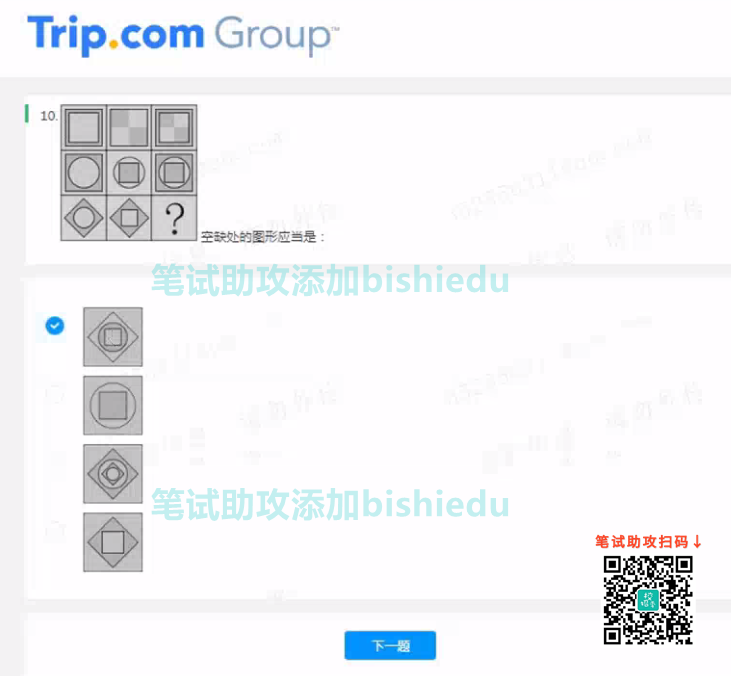 Trip.com Group™
10.
?
空缺处的图形应当是：
笔试助攻添加bishiedu
笔试助攻添加bishiedu
笔试助攻扫码↓
下一题